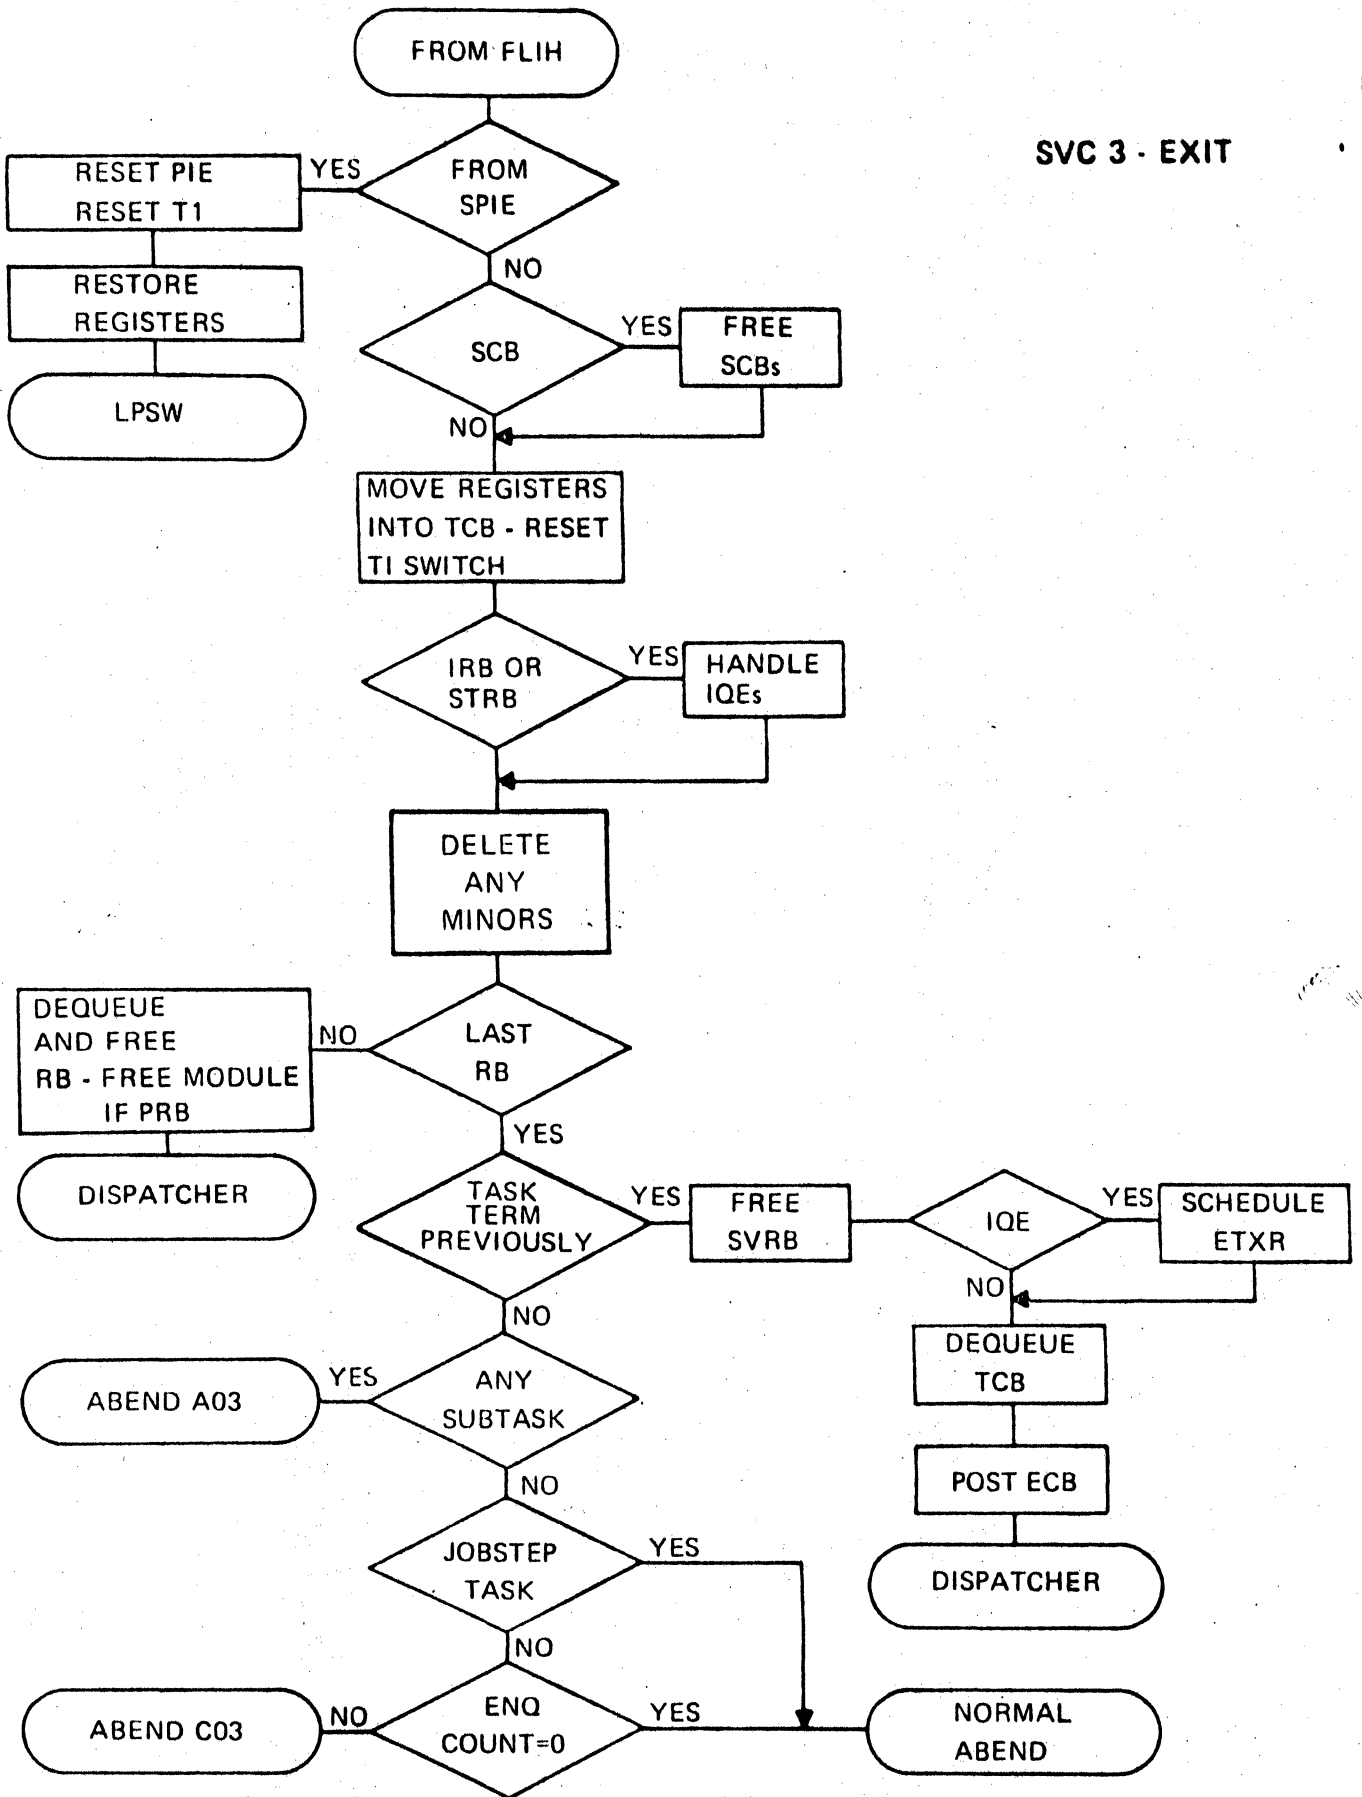 FROM FLIH
SVC 3 - EXIT
FROM
SPIE
YES
RESET PIE
RESET T1
RESTORE
REGISTERS
LPSW
NO
SCB
YES
FREE
SCBs
NO
MOVE REGISTERS
INTO TCB - RESET
TI SWITCH
IRB OR
STRB
YES
HANDLE
IQEs
DELETE
ANY
MINORS
LAST
RB
NO
DEQUEUE
AND FREE
RB - FREE MODULE
IF PRB
DISPATCHER
YES
TASK
TERM
PREVIOUSLY
YES
FREE
SVRB
IQE
YES
SCHEDULE
ETXR
NO
DEQUEUE
TCB
POST ECB
DISPATCHER
NO
ANY
SUBTASK
YES
ABEND A03
NO
JOBSTEP
TASK
YES
NO
ENQ
COUNT=0
NO
ABEND C03
YES
NORMAL
ABEND